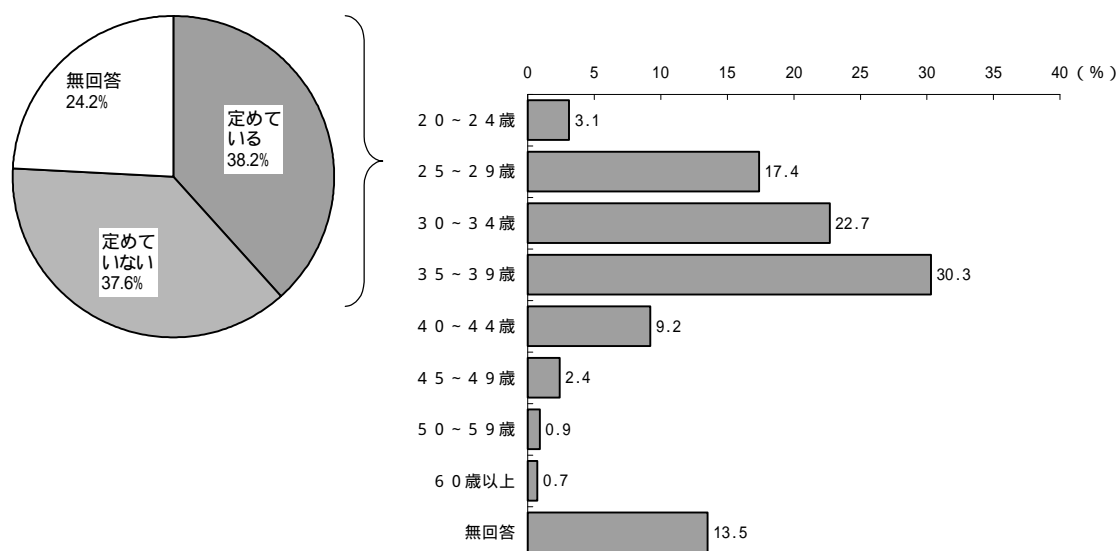 無回答
24.2%
定めて
いる
38.2%
定めて
いない
37.6%
0 5 10 15 20 25 30 35 40 (%)
20~24歳 3.1
25~29歳 17.4
30~34歳 22.7
35~39歳 30.3
40~44歳 9.2
45~49歳 2.4
50~59歳 0.9
60歳以上 0.7
無回答 13.5